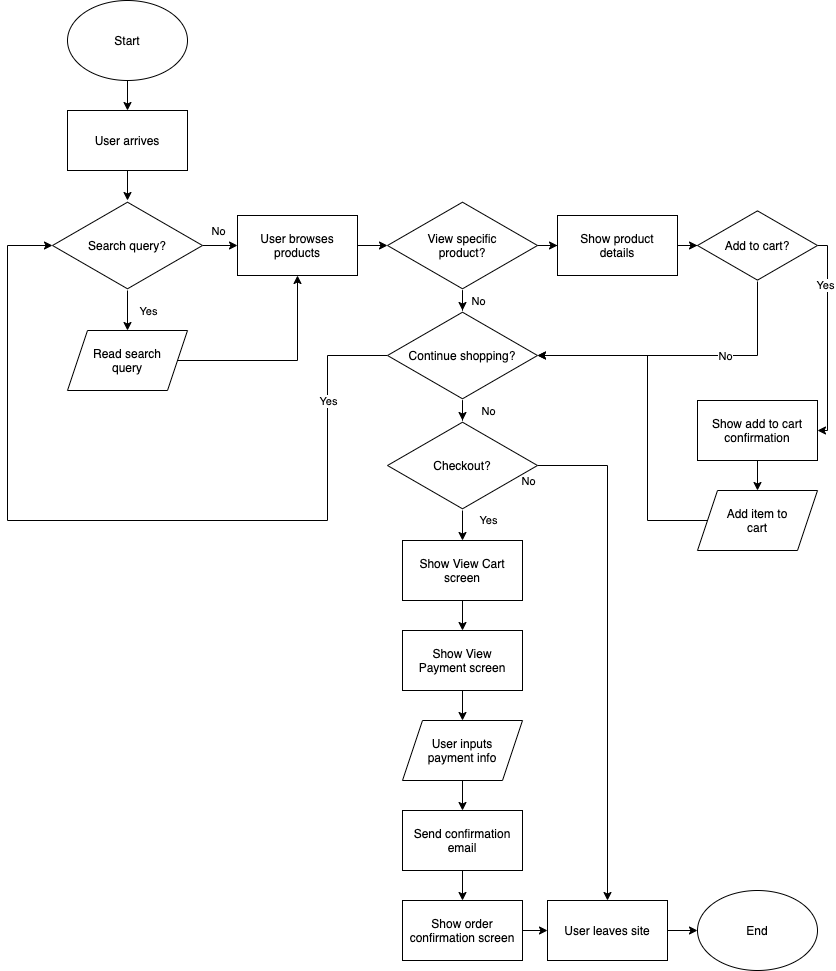 Start
User arrives
Search query?
No
User browses
products
View specific
product?
Show product
details
Add to cart?
Yes
No
Yes
Read search
query
Continue shopping?
No
Yes
No
Show add to cart
confirmation
Checkout?
No
Yes
Add item to
cart
Show View Cart
screen
Show View
Payment screen
User inputs
payment info
Send confirmation
email
Show order
confirmation screen
User leaves site
End